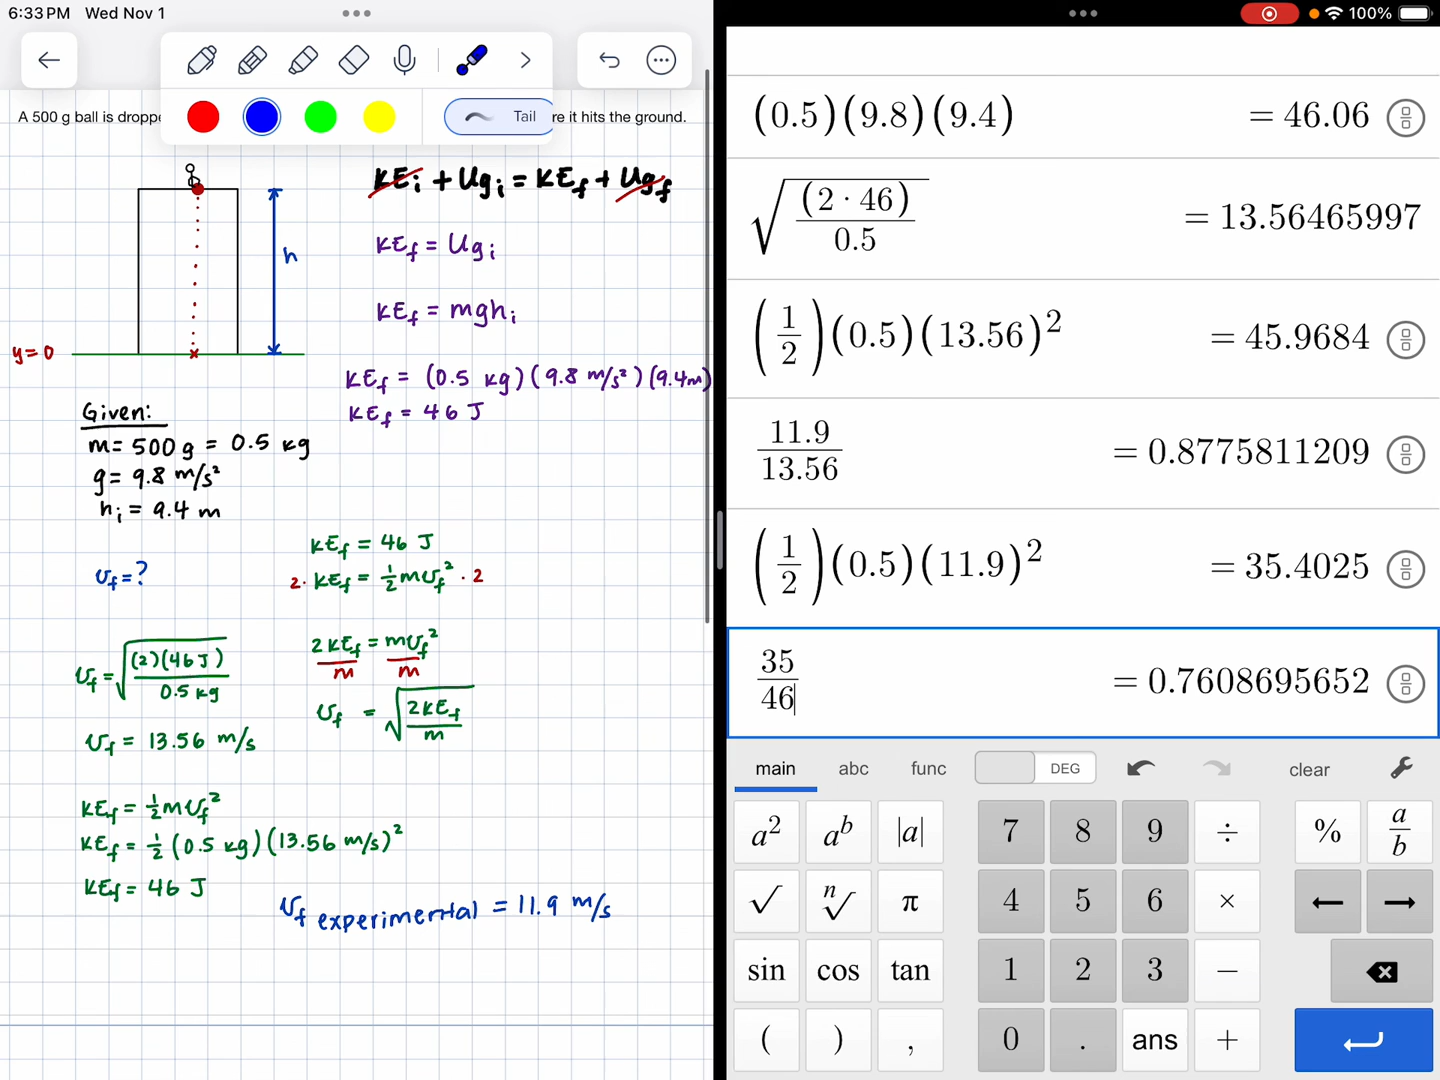 6:33 PM Wed Nov 1
100%
Tail
A 500 g ball is droppe re it hits the ground.
KEi + Ugi = KEf + Ugf
KEf = Ugi
h
KEf = mghi
y=0
KEf = (0.5 kg)(9.8 m/s²)(9.4m)
KEf = 46 J
Given:
m= 500 g = 0.5 kg
g= 9.8 m/s²
hi = 9.4 m
KEf = 46 J
vf = ?
2· KEf = ½mvf² · 2
2KEf = mvf²
m m
vf = √((2)(46 J)/0.5 kg)
vf = √(2KEf/m)
vf = 13.56 m/s
KEf = ½mvf²
KEf = ½ (0.5 kg)(13.56 m/s)²
KEf = 46 J
vf experimental = 11.9 m/s
(0.5)(9.8)(9.4) = 46.06
√((2 · 46)/0.5) = 13.56465997
(1/2)(0.5)(13.56)² = 45.9684
11.9/13.56 = 0.8775811209
(1/2)(0.5)(11.9)² = 35.4025
35/46 = 0.7608695652
main abc func DEG clear
a² aᵇ |a| 7 8 9 ÷ % a/b
√ ⁿ√ π 4 5 6 × ← →
sin cos tan 1 2 3 −
( ) , 0 . ans +